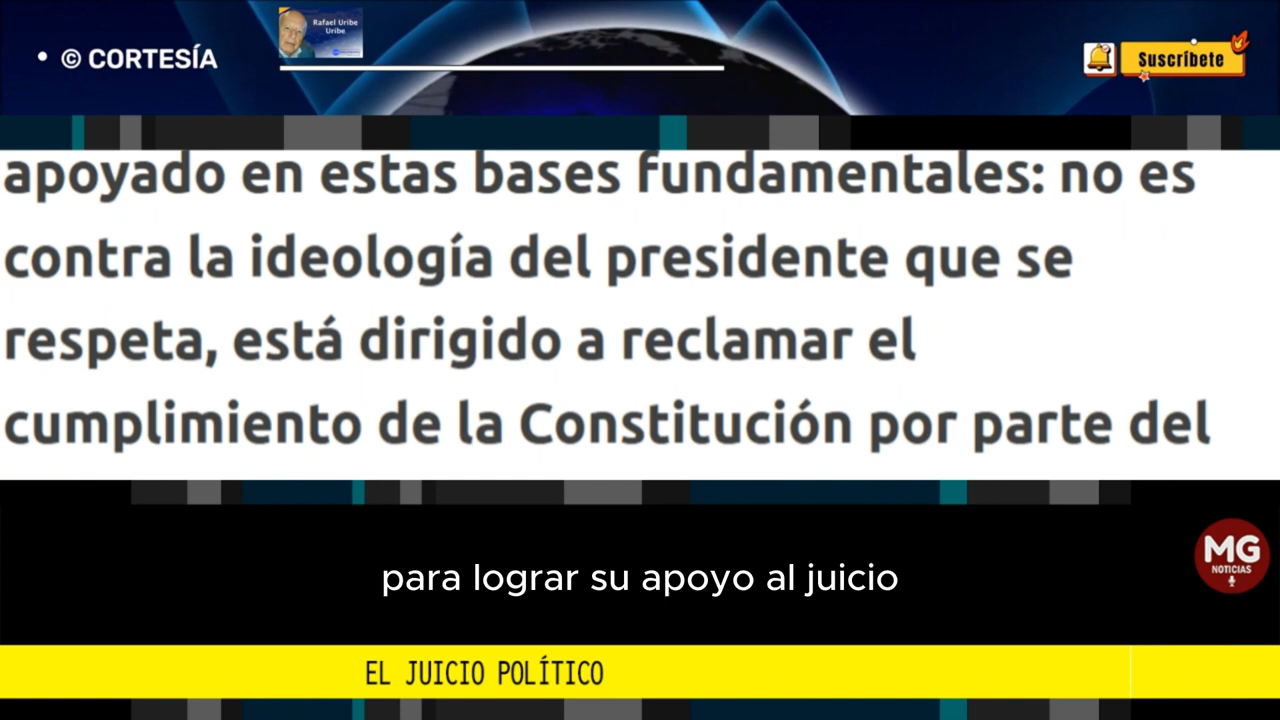 • © CORTESÍA
Rafael Uribe
Uribe
Suscríbete
apoyado en estas bases fundamentales: no es
contra la ideología del presidente que se
respeta, está dirigido a reclamar el
cumplimiento de la Constitución por parte del
MG
NOTICIAS
para lograr su apoyo al juicio
EL JUICIO POLÍTICO